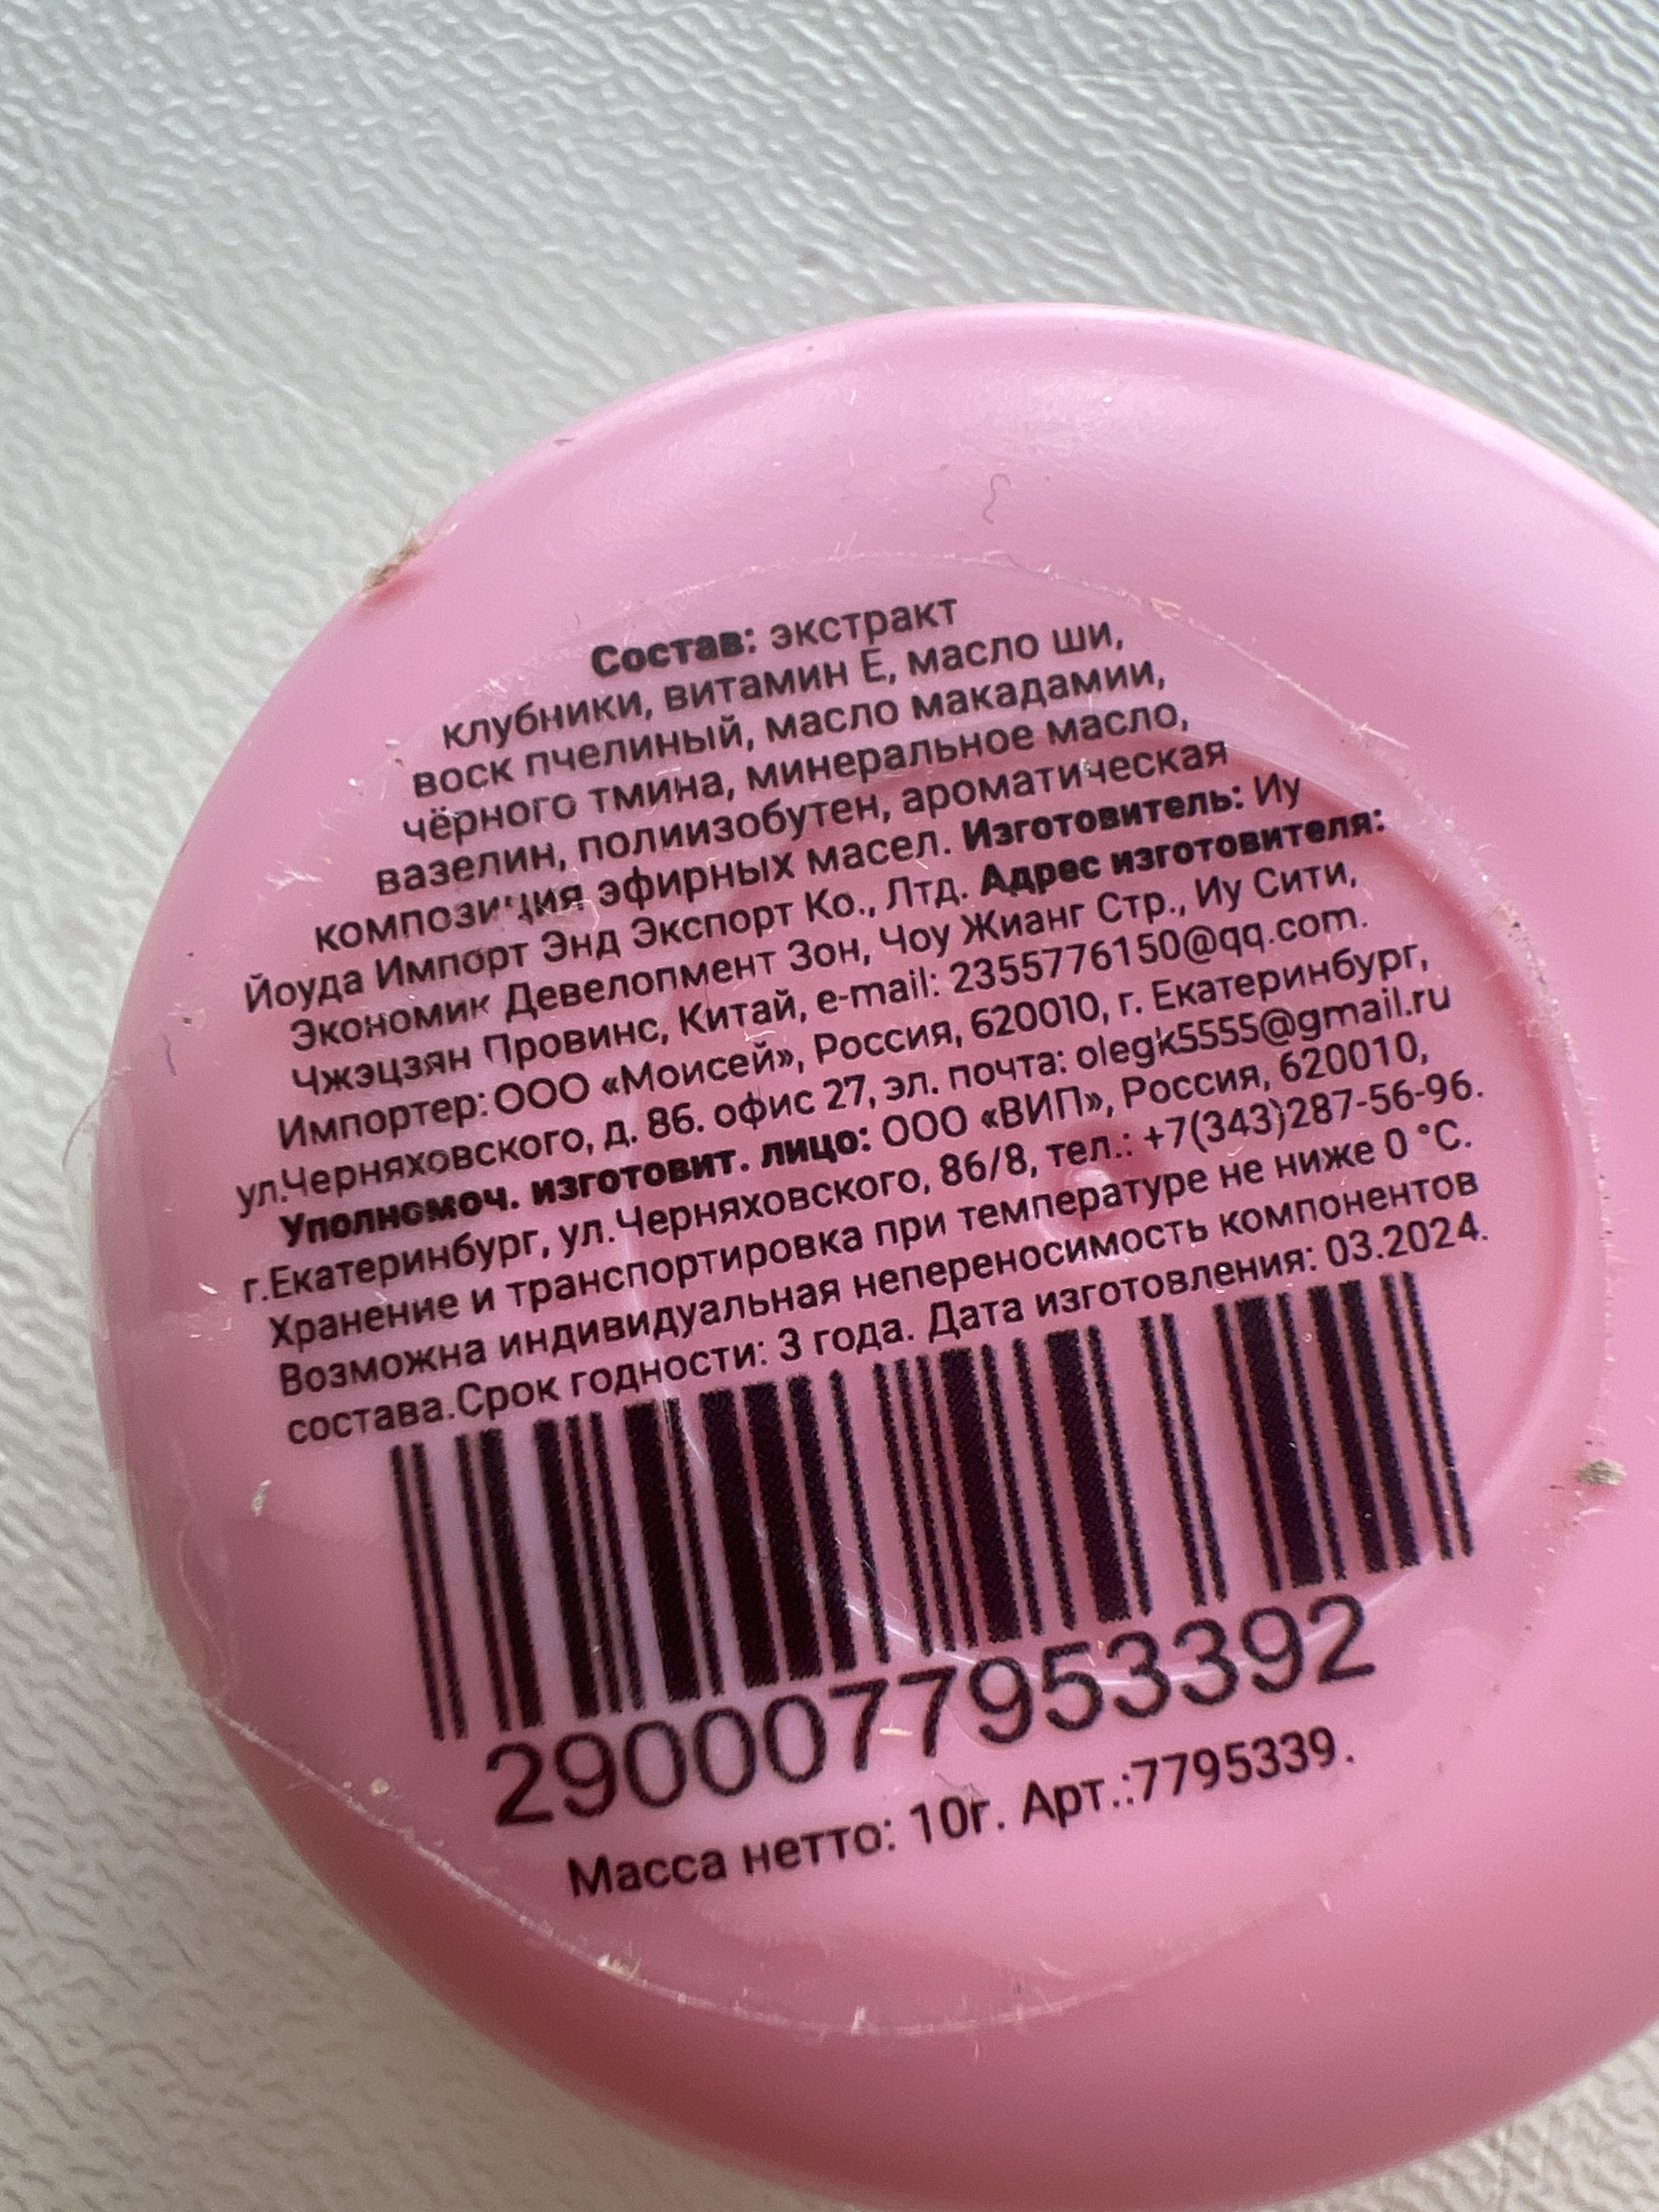 Состав: экстракт
клубники, витамин Е, масло ши,
воск пчелиный, масло макадамии,
чёрного тмина, минеральное масло,
вазелин, полиизобутен, ароматическая
композиция эфирных масел. Изготовитель: Иу
Йоуда Импорт Энд Экспорт Ко., Лтд. Адрес изготовителя:
Экономик Девелопмент Зон, Чоу Жианг Стр., Иу Сити,
Чжэцзян Провинс, Китай, e-mail: 2355776150@qq.com.
Импортер: ООО «Моисей», Россия, 620010, г. Екатеринбург,
ул.Черняховского, д. 86. офис 27, эл. почта: olegk5555@gmail.ru
Уполномоч. изготовит. лицо: ООО «ВИП», Россия, 620010,
г.Екатеринбург, ул.Черняховского, 86/8, тел.: +7(343)287-56-96.
Хранение и транспортировка при температуре не ниже 0 °C.
Возможна индивидуальная непереносимость компонентов
состава.Срок годности: 3 года. Дата изготовления: 03.2024.
2900077953392
Масса нетто: 10г. Арт.:7795339.